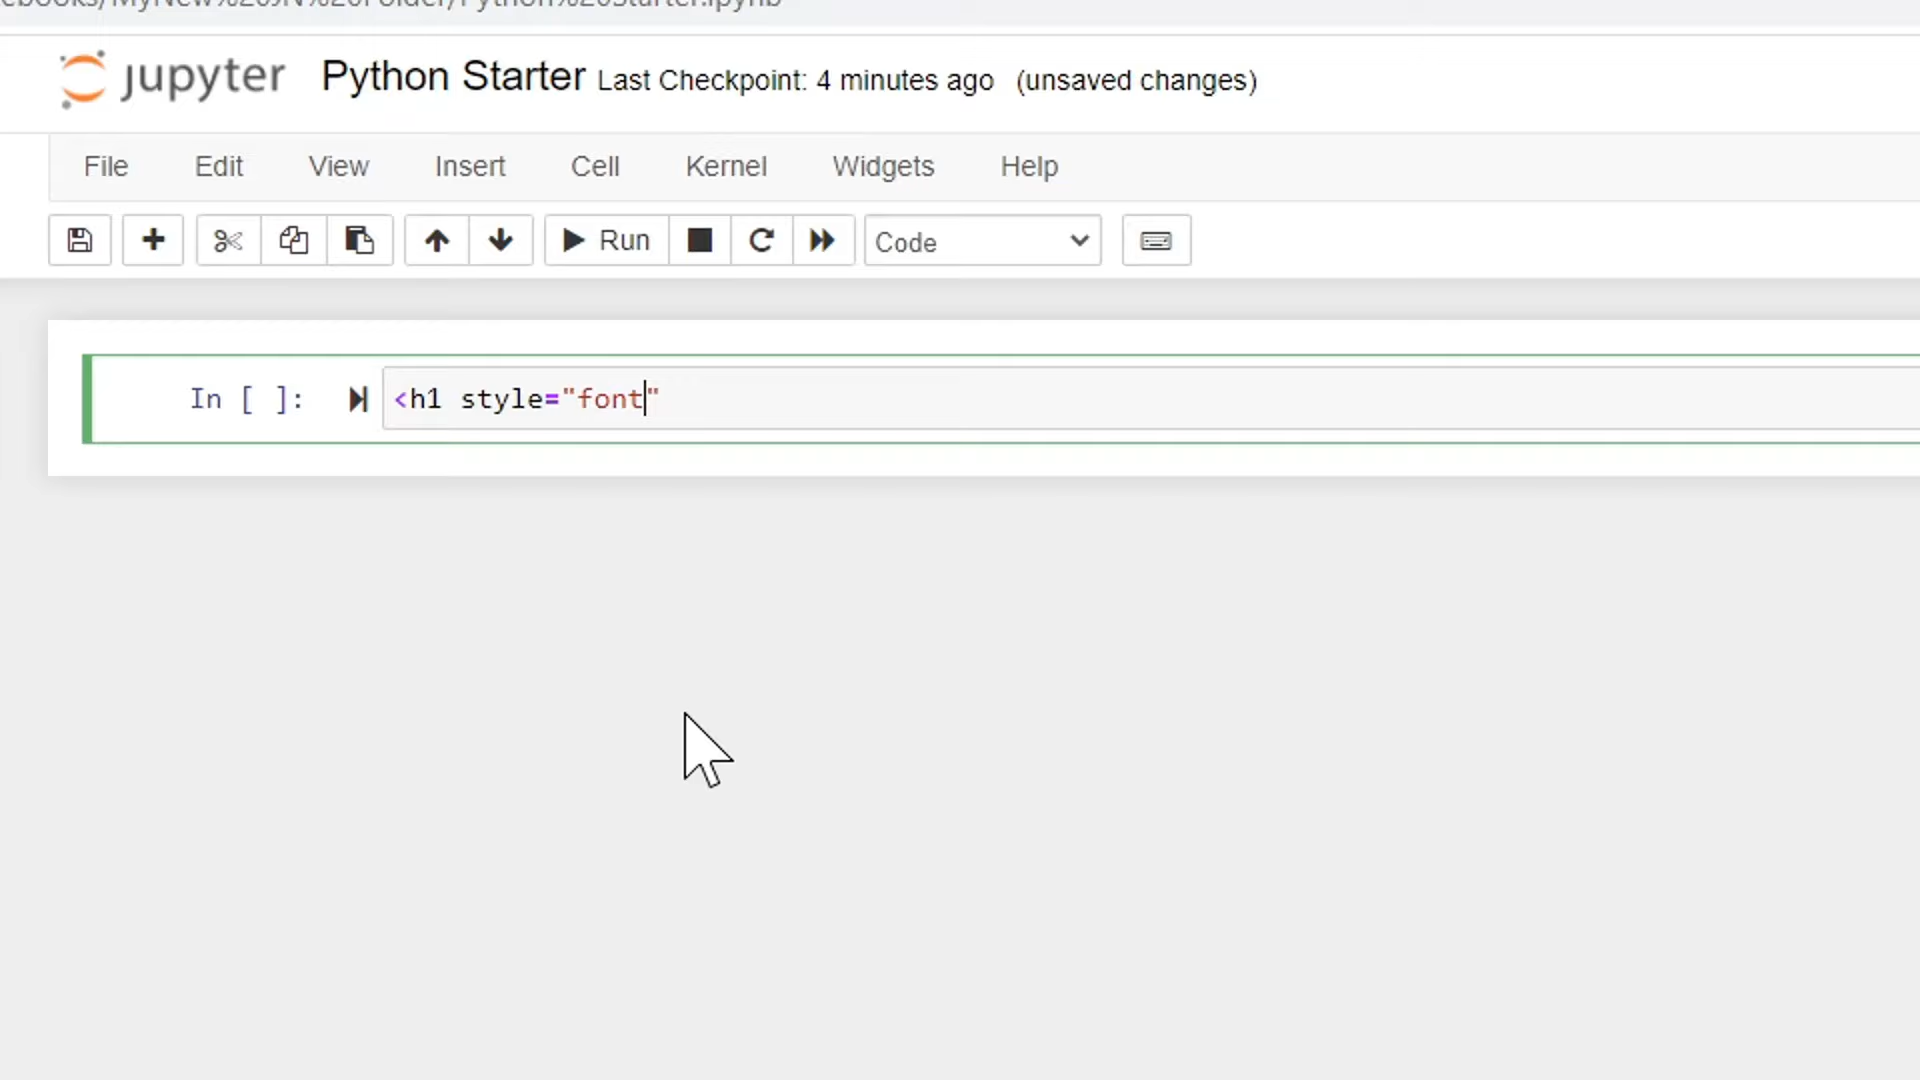 jupyter Python Starter Last Checkpoint: 4 minutes ago (unsaved changes)
File Edit View Insert Cell Kernel Widgets Help
Run Code
In [ ]: <h1 style="font"